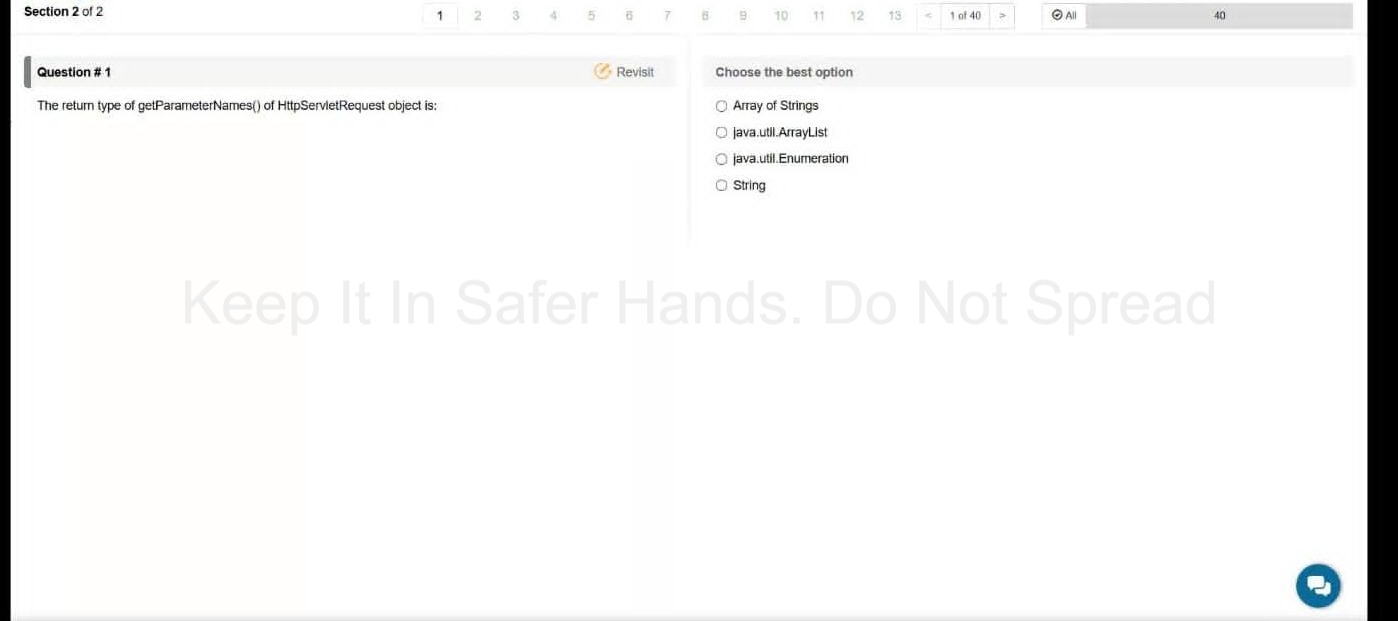 Section 2 of 2
1 2 3 4 5 6 7 8 9 10 11 12 13 < 1 of 40 > All 40
Question # 1
Revisit
The return type of getParameterNames() of HttpServletRequest object is:
Choose the best option
Array of Strings
java.util.ArrayList
java.util.Enumeration
String
Keep It In Safer Hands. Do Not Spread